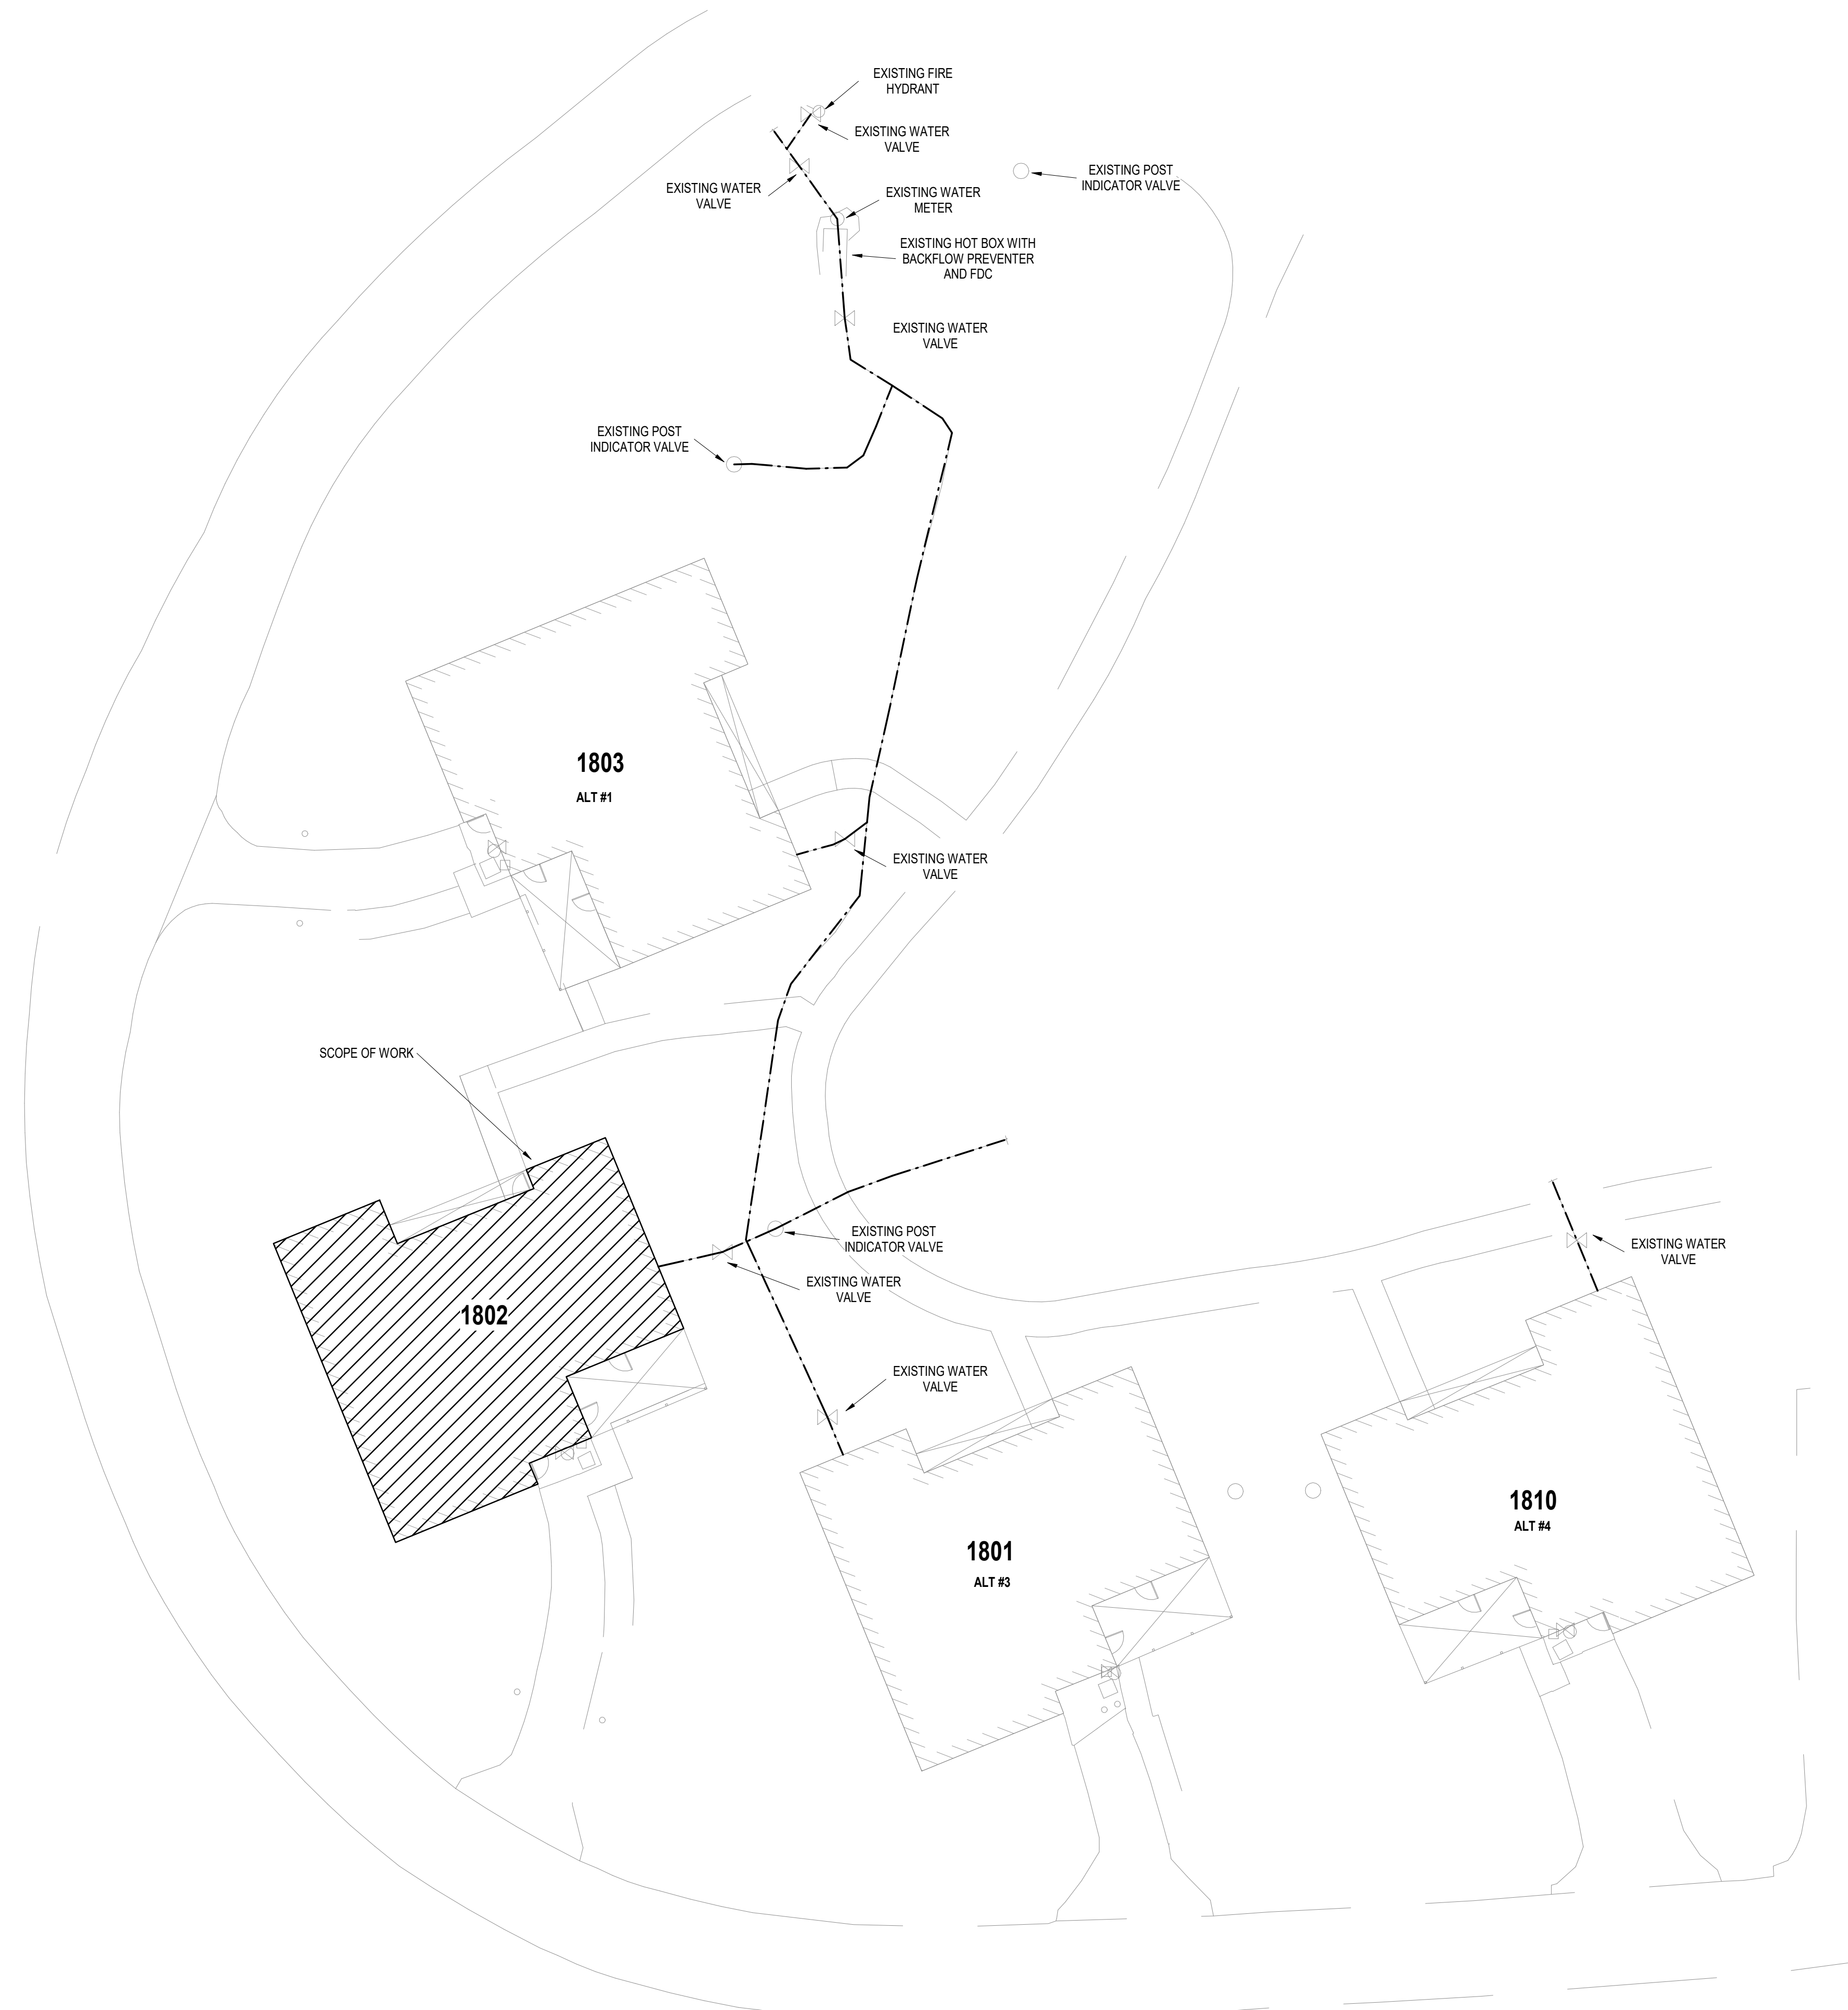 EXISTING FIRE
HYDRANT
EXISTING WATER
VALVE
EXISTING POST
INDICATOR VALVE
EXISTING WATER
VALVE
EXISTING WATER
METER
EXISTING HOT BOX WITH
BACKFLOW PREVENTER
AND FDC
EXISTING WATER
VALVE
EXISTING POST
INDICATOR VALVE
1803
ALT #1
EXISTING WATER
VALVE
SCOPE OF WORK
EXISTING POST
INDICATOR VALVE
EXISTING WATER
VALVE
EXISTING WATER
VALVE
1802
EXISTING WATER
VALVE
1810
ALT #4
1801
ALT #3